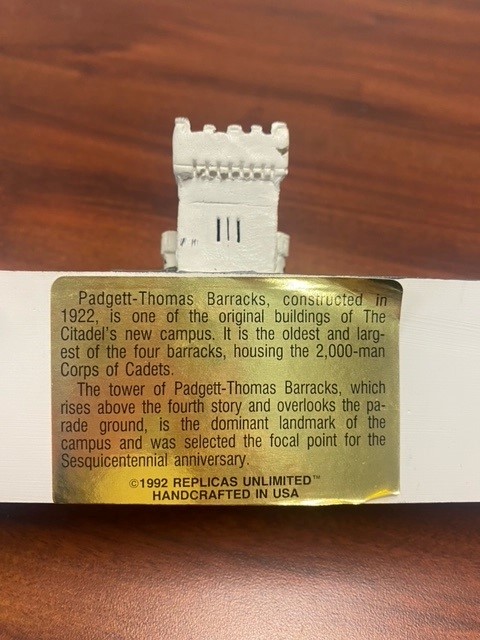 Padgett-Thomas Barracks, constructed in
1922, is one of the original buildings of The
Citadel's new campus. It is the oldest and larg-
est of the four barracks, housing the 2,000-man
Corps of Cadets.
The tower of Padgett-Thomas Barracks, which
rises above the fourth story and overlooks the pa-
rade ground, is the dominant landmark of the
campus and was selected the focal point for the
Sesquicentennial anniversary.
©1992 REPLICAS UNLIMITED™
HANDCRAFTED IN USA